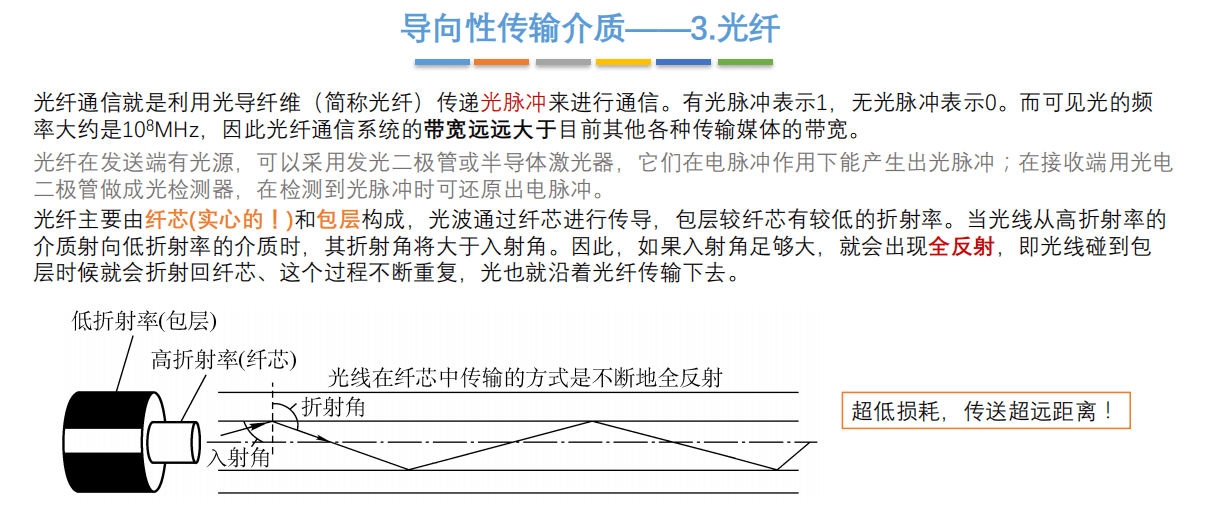 导向性传输介质——3.光纤
光纤通信就是利用光导纤维（简称光纤）传递光脉冲来进行通信。有光脉冲表示1，无光脉冲表示0。而可见光的频
率大约是10⁸MHz，因此光纤通信系统的带宽远远大于目前其他各种传输媒体的带宽。
光纤在发送端有光源，可以采用发光二极管或半导体激光器，它们在电脉冲作用下能产生出光脉冲；在接收端用光电
二极管做成光检测器，在检测到光脉冲时可还原出电脉冲。
光纤主要由纤芯(实心的！)和包层构成，光波通过纤芯进行传导，包层较纤芯有较低的折射率。当光线从高折射率的
介质射向低折射率的介质时，其折射角将大于入射角。因此，如果入射角足够大，就会出现全反射，即光线碰到包
层时候就会折射回纤芯、这个过程不断重复，光也就沿着光纤传输下去。
低折射率(包层)
高折射率(纤芯)
光线在纤芯中传输的方式是不断地全反射
折射角
入射角
超低损耗，传送超远距离！